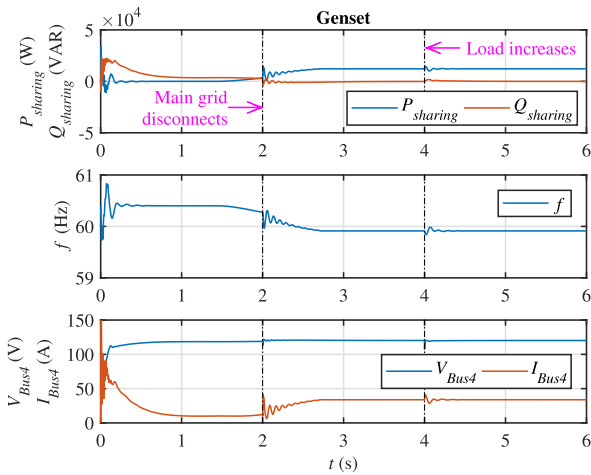 Genset
× 10⁴
P_sharing (W)
Q_sharing (VAR)
5
0
-5
Load increases
Main grid
disconnects
P_sharing Q_sharing
0 1 2 3 4 5 6
f (Hz)
61
60
59
f
0 1 2 3 4 5 6
V_Bus4 (V)
I_Bus4 (A)
150
100
50
0
V_Bus4 I_Bus4
0 1 2 3 4 5 6
t (s)